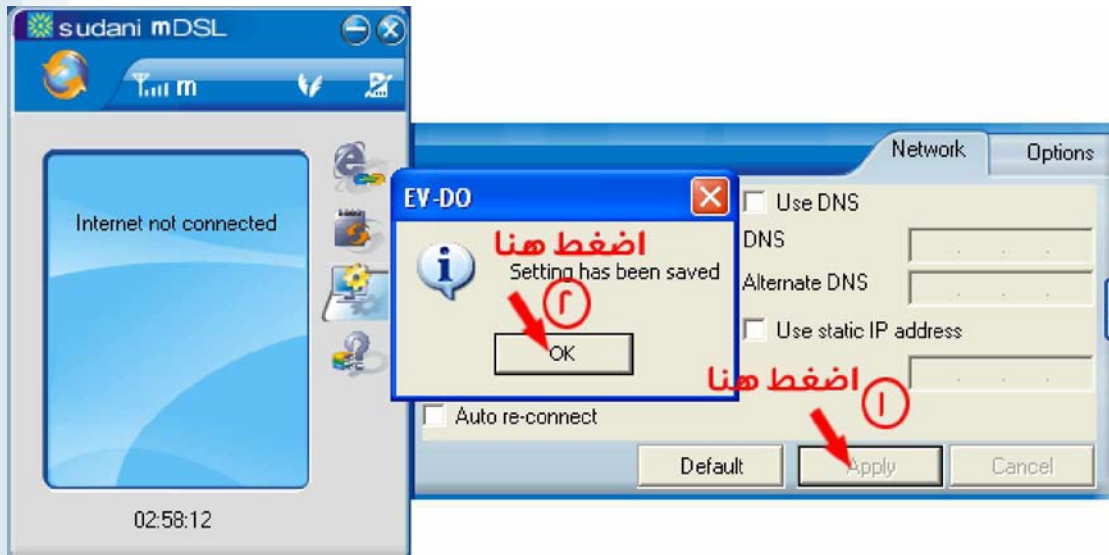 sudani mDSL
m
Internet not connected
02:58:12
Network
Options
EV-DO
اضغط هنا
Setting has been saved
٢
OK
Use DNS
DNS
Alternate DNS
Use static IP address
اضغط هنا
١
Auto re-connect
Default
Apply
Cancel